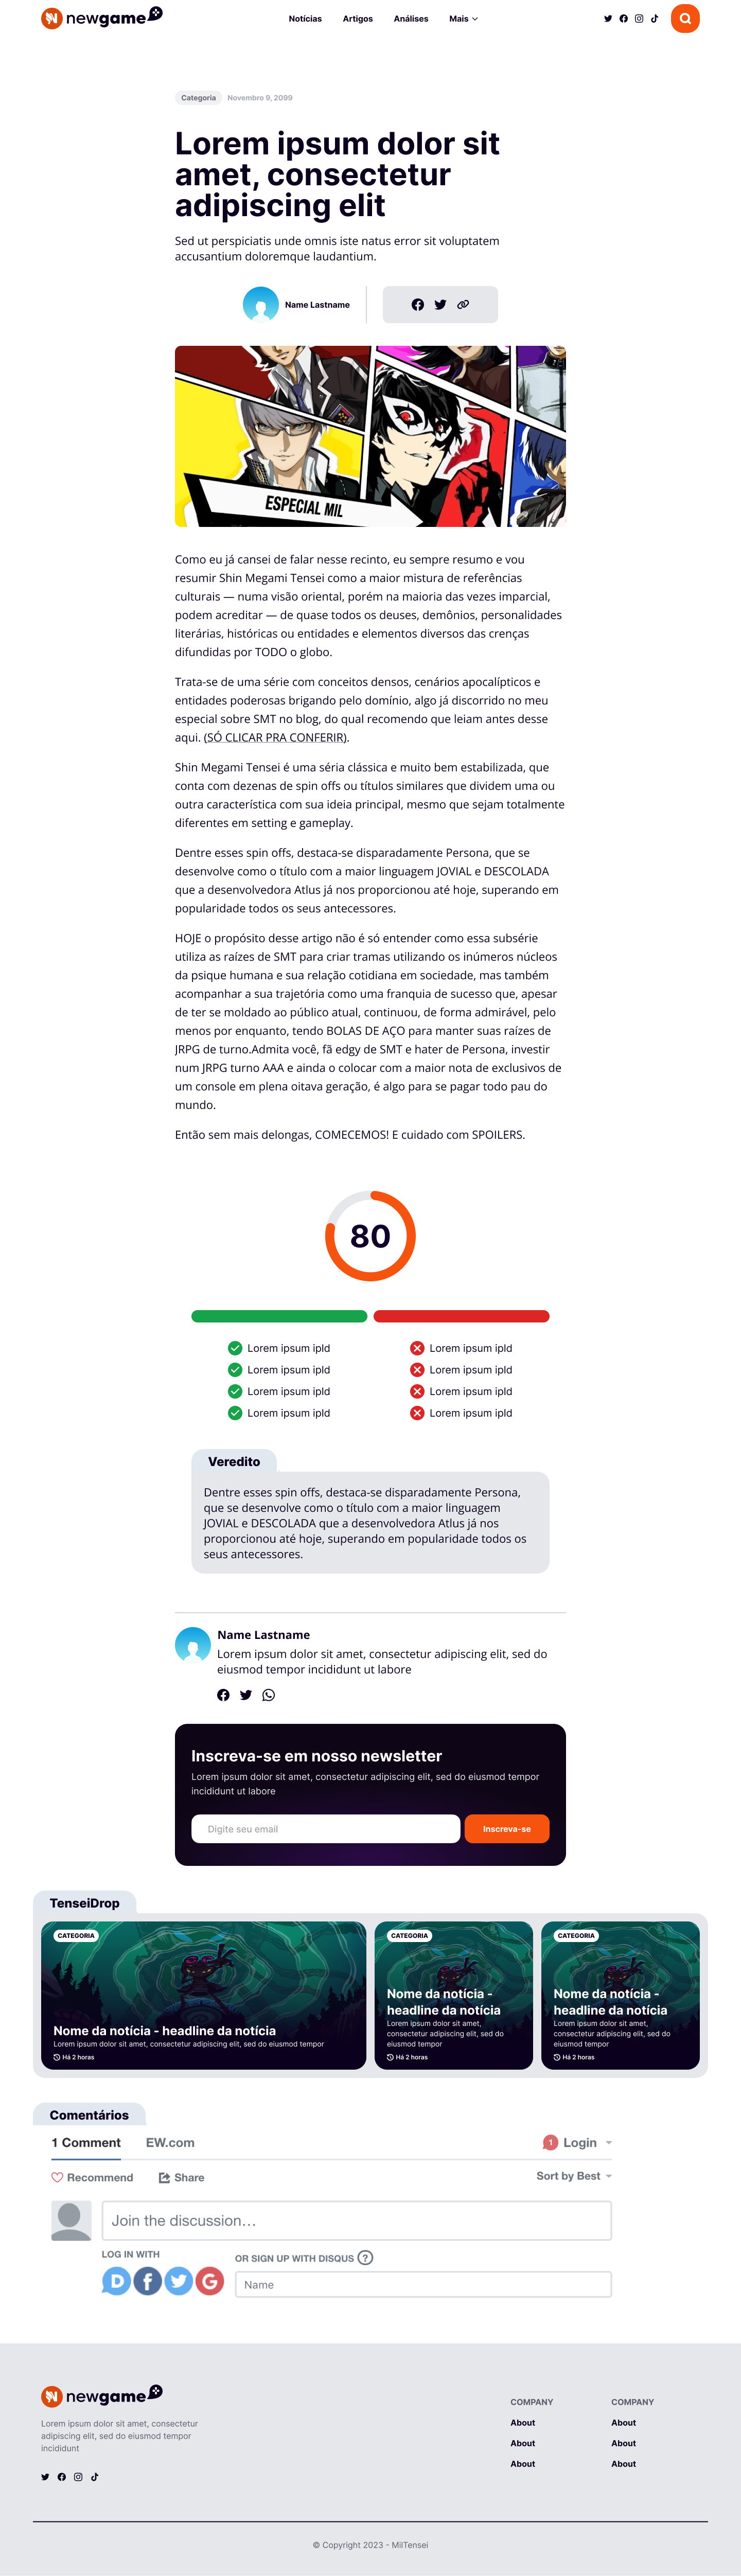 newgame
Notícias
Artigos
Análises
Mais
Categoria
Novembro 9, 2099
Lorem ipsum dolor sit
amet, consectetur
adipiscing elit
Sed ut perspiciatis unde omnis iste natus error sit voluptatem
accusantium doloremque laudantium.
Name Lastname
ESPECIAL MIL
Como eu já cansei de falar nesse recinto, eu sempre resumo e vou
resumir Shin Megami Tensei como a maior mistura de referências
culturais — numa visão oriental, porém na maioria das vezes imparcial,
podem acreditar — de quase todos os deuses, demônios, personalidades
literárias, históricas ou entidades e elementos diversos das crenças
difundidas por TODO o globo.
Trata-se de uma série com conceitos densos, cenários apocalípticos e
entidades poderosas brigando pelo domínio, algo já discorrido no meu
especial sobre SMT no blog, do qual recomendo que leiam antes desse
aqui. (SÓ CLICAR PRA CONFERIR).
Shin Megami Tensei é uma séria clássica e muito bem estabilizada, que
conta com dezenas de spin offs ou títulos similares que dividem uma ou
outra característica com sua ideia principal, mesmo que sejam totalmente
diferentes em setting e gameplay.
Dentre esses spin offs, destaca-se disparadamente Persona, que se
desenvolve como o título com a maior linguagem JOVIAL e DESCOLADA
que a desenvolvedora Atlus já nos proporcionou até hoje, superando em
popularidade todos os seus antecessores.
HOJE o propósito desse artigo não é só entender como essa subsérie
utiliza as raízes de SMT para criar tramas utilizando os inúmeros núcleos
da psique humana e sua relação cotidiana em sociedade, mas também
acompanhar a sua trajetória como uma franquia de sucesso que, apesar
de ter se moldado ao público atual, continuou, de forma admirável, pelo
menos por enquanto, tendo BOLAS DE AÇO para manter suas raízes de
JRPG de turno.Admita você, fã edgy de SMT e hater de Persona, investir
num JRPG turno AAA e ainda o colocar com a maior nota de exclusivos de
um console em plena oitava geração, é algo para se pagar todo pau do
mundo.
Então sem mais delongas, COMECEMOS! E cuidado com SPOILERS.
80
Lorem ipsum ipld
Lorem ipsum ipld
Lorem ipsum ipld
Lorem ipsum ipld
Lorem ipsum ipld
Lorem ipsum ipld
Lorem ipsum ipld
Lorem ipsum ipld
Veredito
Dentre esses spin offs, destaca-se disparadamente Persona,
que se desenvolve como o título com a maior linguagem
JOVIAL e DESCOLADA que a desenvolvedora Atlus já nos
proporcionou até hoje, superando em popularidade todos os
seus antecessores.
Name Lastname
Lorem ipsum dolor sit amet, consectetur adipiscing elit, sed do
eiusmod tempor incididunt ut labore
Inscreva-se em nosso newsletter
Lorem ipsum dolor sit amet, consectetur adipiscing elit, sed do eiusmod tempor
incididunt ut labore
Digite seu email
Inscreva-se
TenseiDrop
CATEGORIA
Nome da notícia - headline da notícia
Lorem ipsum dolor sit amet, consectetur adipiscing elit, sed do eiusmod tempor
Há 2 horas
CATEGORIA
Nome da notícia -
headline da notícia
Lorem ipsum dolor sit amet,
consectetur adipiscing elit, sed do
eiusmod tempor
Há 2 horas
CATEGORIA
Nome da notícia -
headline da notícia
Lorem ipsum dolor sit amet,
consectetur adipiscing elit, sed do
eiusmod tempor
Há 2 horas
Comentários
1 Comment
EW.com
1
Login
Recommend
Share
Sort by Best
Join the discussion...
LOG IN WITH
OR SIGN UP WITH DISQUS ?
Name
newgame
Lorem ipsum dolor sit amet, consectetur
adipiscing elit, sed do eiusmod tempor
incididunt
COMPANY
About
About
About
COMPANY
About
About
About
© Copyright 2023 - MilTensei